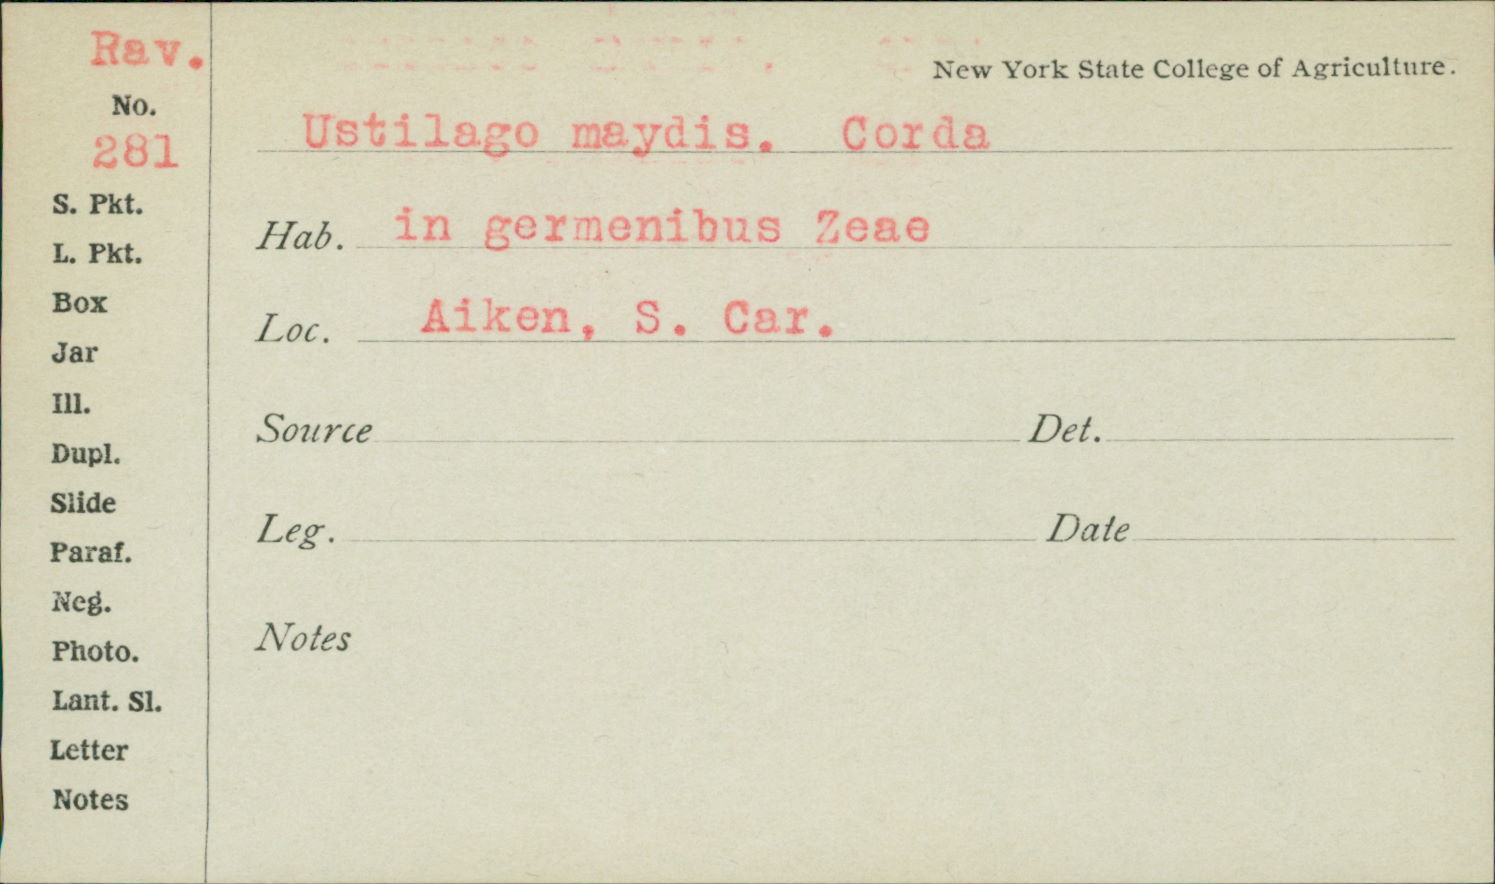 Rav.
No.
281
S. Pkt.
L. Pkt.
Box
Jar
Ill.
Dupl.
Slide
Paraf.
Neg.
Photo.
Lant. Sl.
Letter
Notes
New York State College of Agriculture.
Ustilago maydis. Corda
Hab. in germenibus Zeae
Loc. Aiken, S. Car.
Source Det.
Leg. Date
Notes